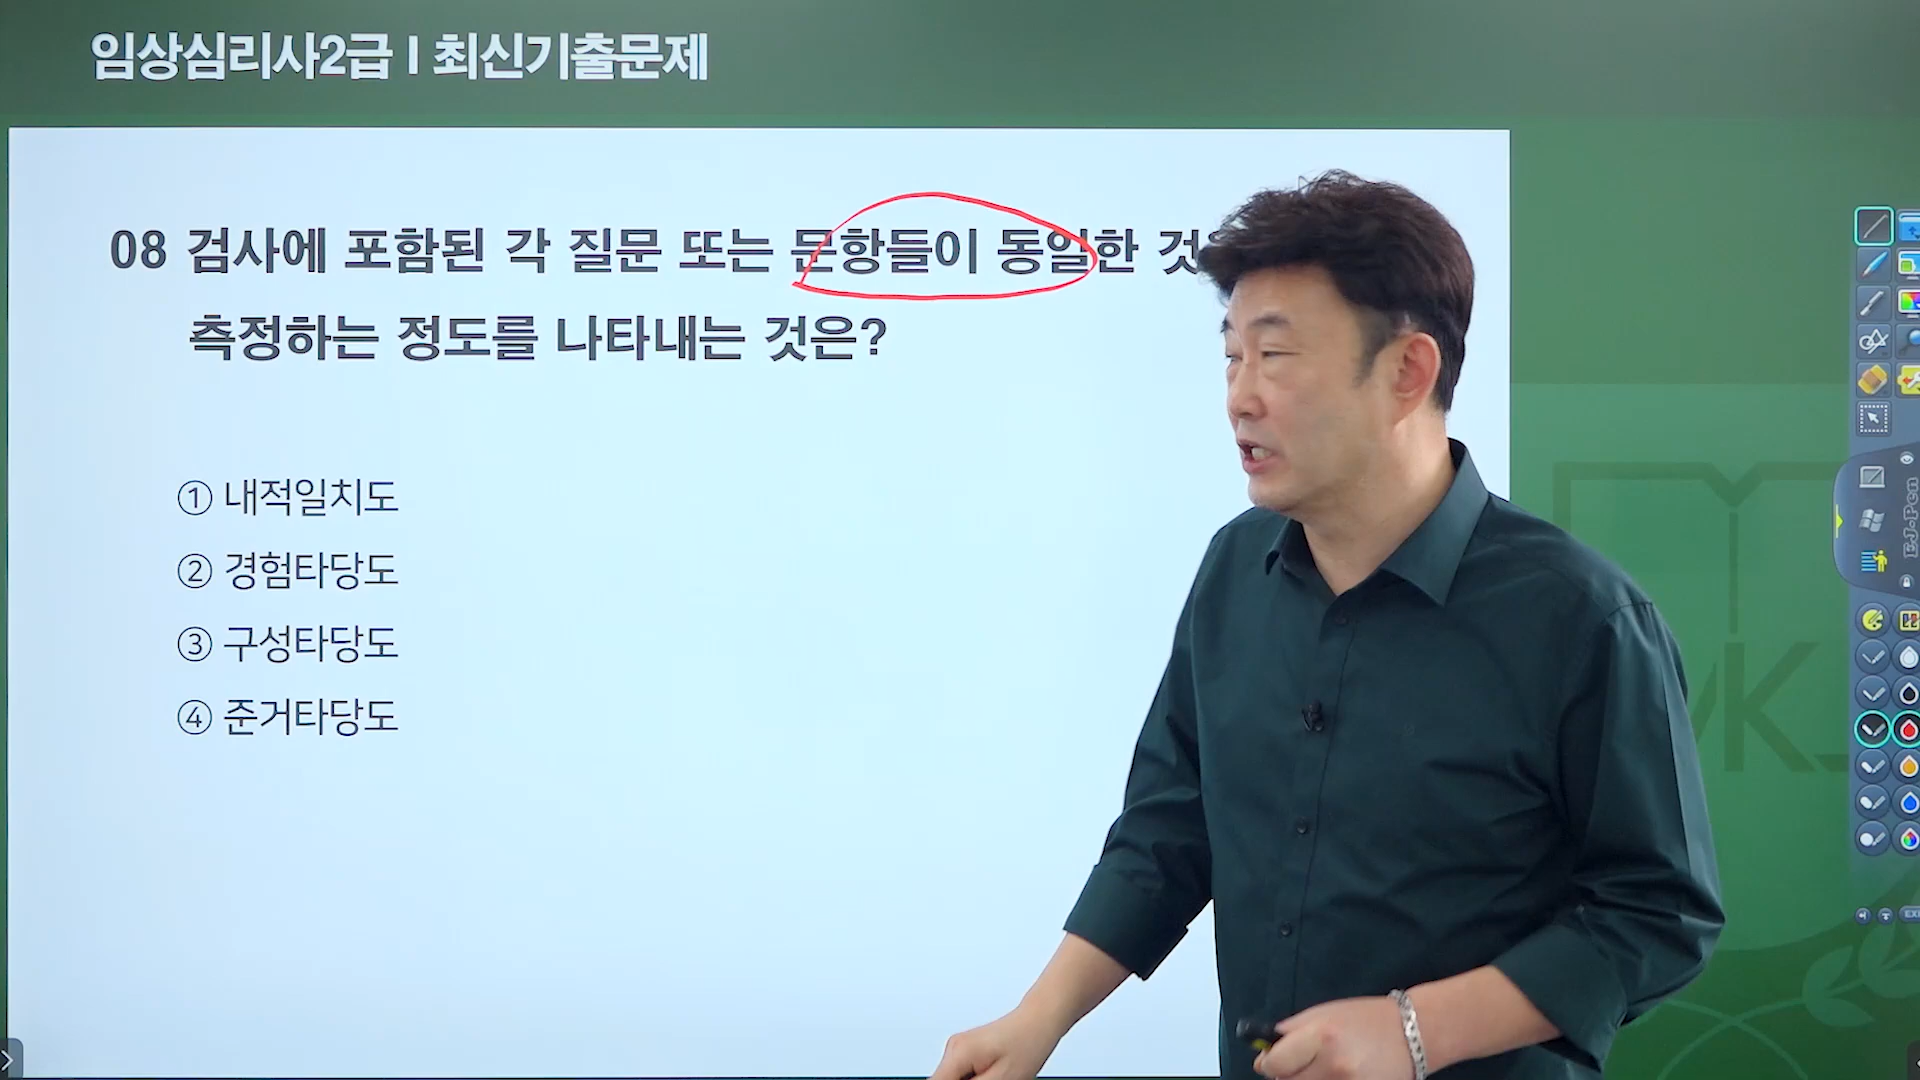 임상심리사2급 I 최신기출문제
08 검사에 포함된 각 질문 또는 문항들이 동일한
측정하는 정도를 나타내는 것은?
① 내적일치도
② 경험타당도
③ 구성타당도
④ 준거타당도
EJ-Pen